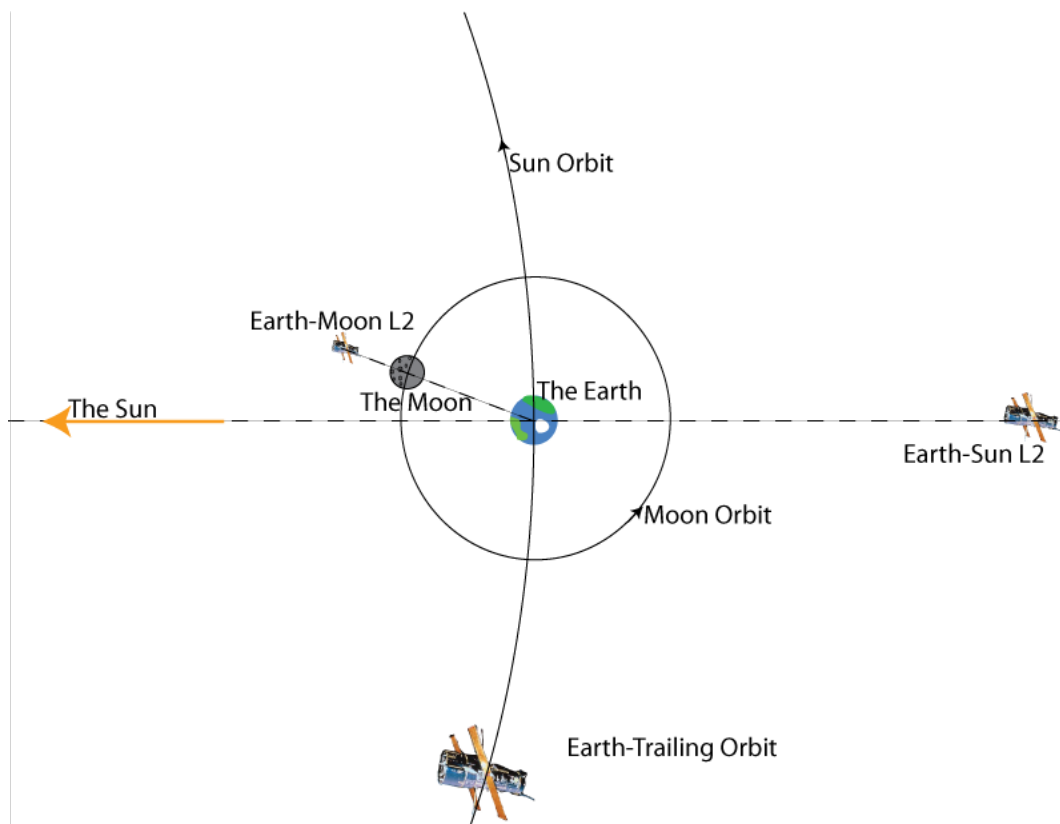 Sun Orbit
Earth-Moon L2
The Earth
The Moon
The Sun
Earth-Sun L2
Moon Orbit
Earth-Trailing Orbit